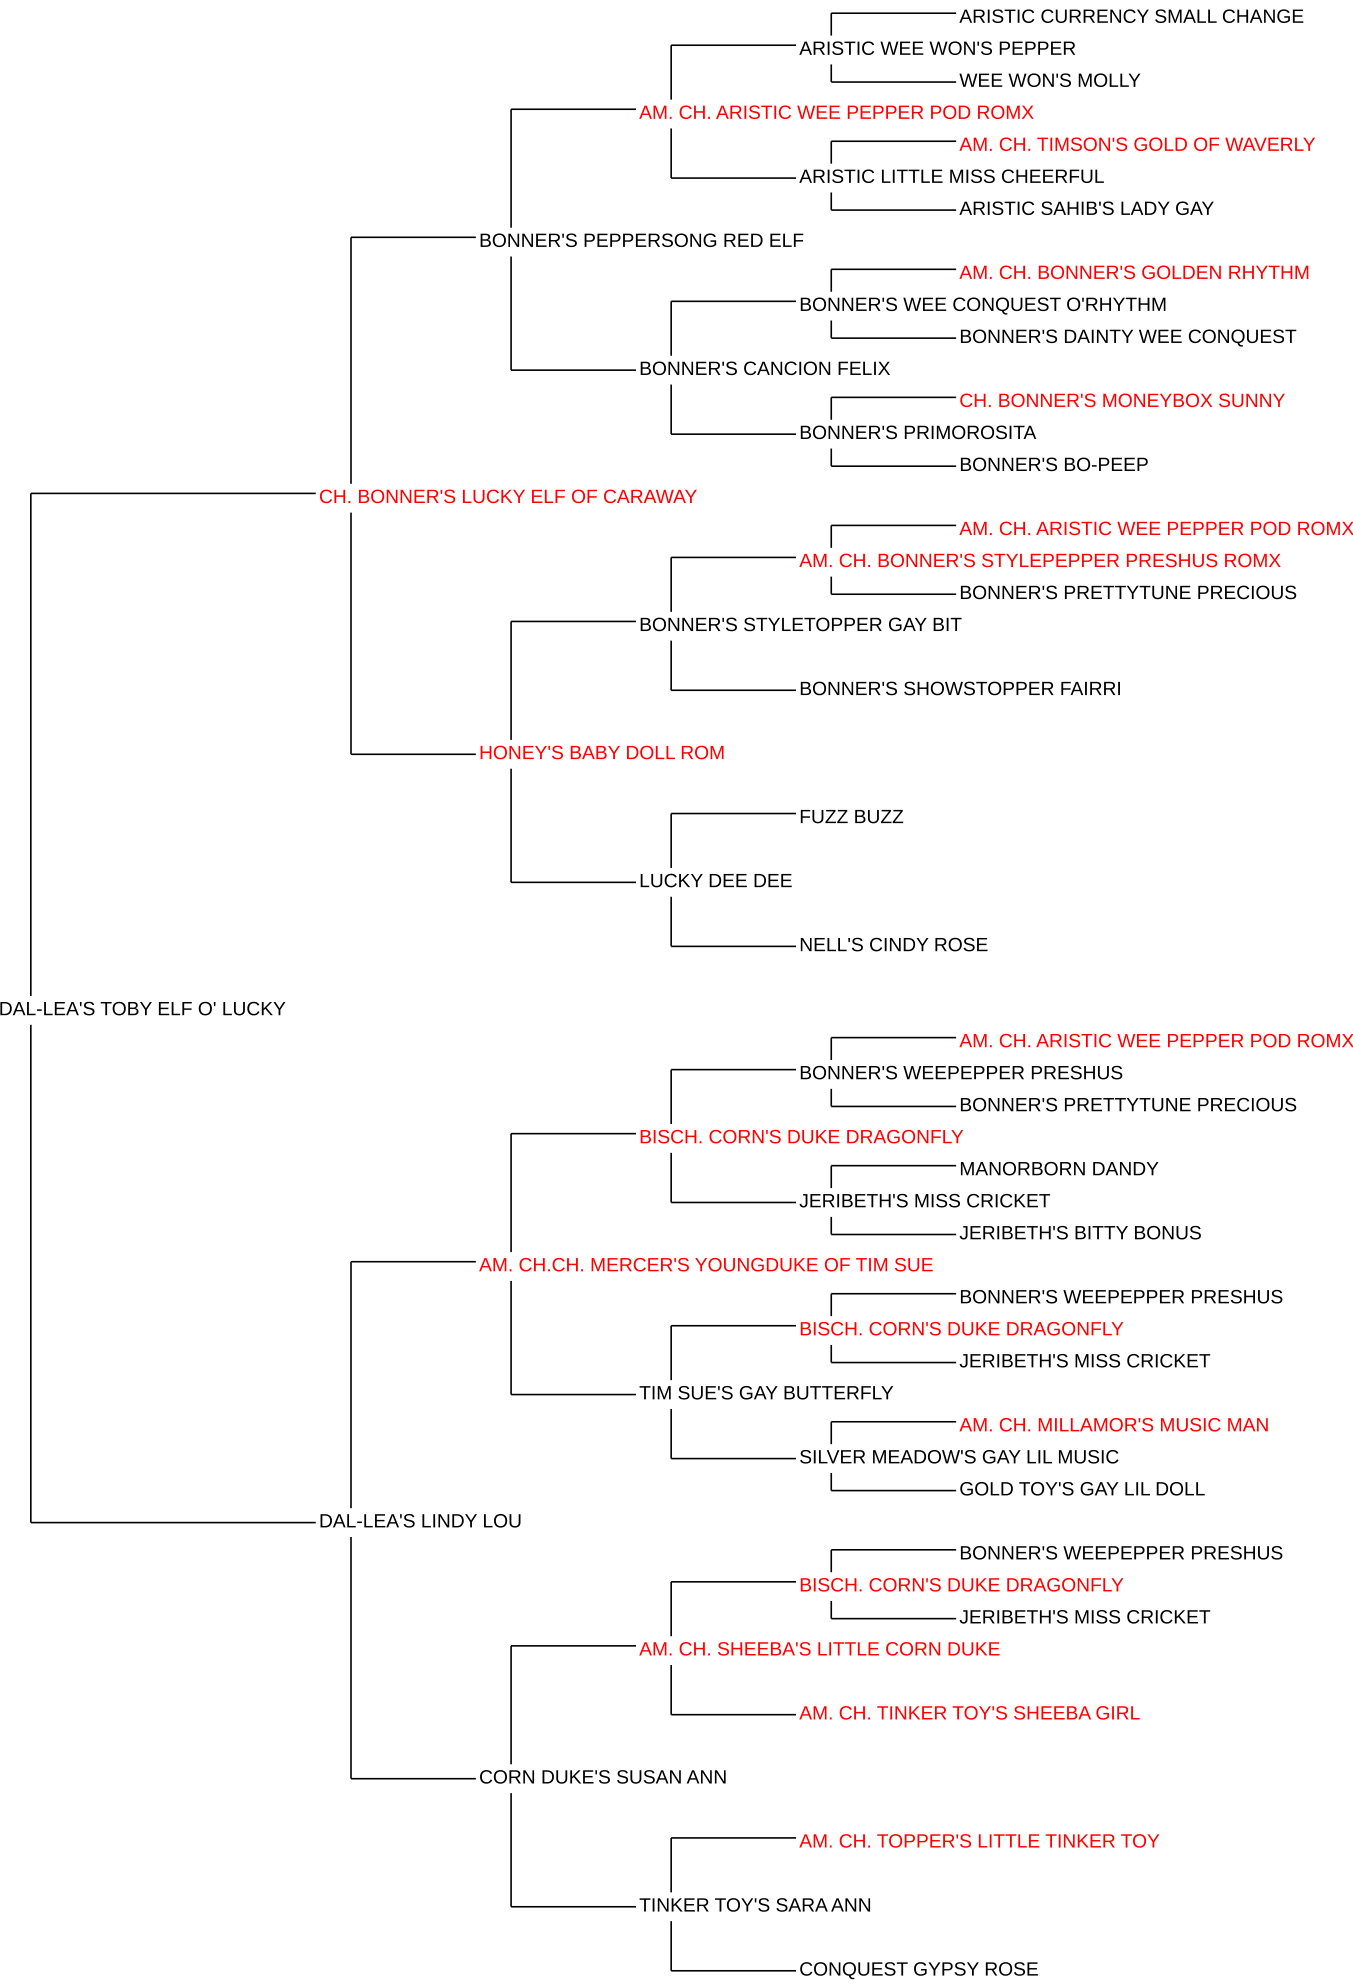 ARISTIC CURRENCY SMALL CHANGE
ARISTIC WEE WON'S PEPPER
WEE WON'S MOLLY
AM. CH. ARISTIC WEE PEPPER POD ROMX
AM. CH. TIMSON'S GOLD OF WAVERLY
ARISTIC LITTLE MISS CHEERFUL
ARISTIC SAHIB'S LADY GAY
BONNER'S PEPPERSONG RED ELF
AM. CH. BONNER'S GOLDEN RHYTHM
BONNER'S WEE CONQUEST O'RHYTHM
BONNER'S DAINTY WEE CONQUEST
BONNER'S CANCION FELIX
CH. BONNER'S MONEYBOX SUNNY
BONNER'S PRIMOROSITA
BONNER'S BO-PEEP
CH. BONNER'S LUCKY ELF OF CARAWAY
AM. CH. ARISTIC WEE PEPPER POD ROMX
AM. CH. BONNER'S STYLEPEPPER PRESHUS ROMX
BONNER'S PRETTYTUNE PRECIOUS
BONNER'S STYLETOPPER GAY BIT
BONNER'S SHOWSTOPPER FAIRRI
HONEY'S BABY DOLL ROM
FUZZ BUZZ
LUCKY DEE DEE
NELL'S CINDY ROSE
DAL-LEA'S TOBY ELF O' LUCKY
AM. CH. ARISTIC WEE PEPPER POD ROMX
BONNER'S WEEPEPPER PRESHUS
BONNER'S PRETTYTUNE PRECIOUS
BISCH. CORN'S DUKE DRAGONFLY
MANORBORN DANDY
JERIBETH'S MISS CRICKET
JERIBETH'S BITTY BONUS
AM. CH.CH. MERCER'S YOUNGDUKE OF TIM SUE
BONNER'S WEEPEPPER PRESHUS
BISCH. CORN'S DUKE DRAGONFLY
JERIBETH'S MISS CRICKET
TIM SUE'S GAY BUTTERFLY
AM. CH. MILLAMOR'S MUSIC MAN
SILVER MEADOW'S GAY LIL MUSIC
GOLD TOY'S GAY LIL DOLL
DAL-LEA'S LINDY LOU
BONNER'S WEEPEPPER PRESHUS
BISCH. CORN'S DUKE DRAGONFLY
JERIBETH'S MISS CRICKET
AM. CH. SHEEBA'S LITTLE CORN DUKE
AM. CH. TINKER TOY'S SHEEBA GIRL
CORN DUKE'S SUSAN ANN
AM. CH. TOPPER'S LITTLE TINKER TOY
TINKER TOY'S SARA ANN
CONQUEST GYPSY ROSE